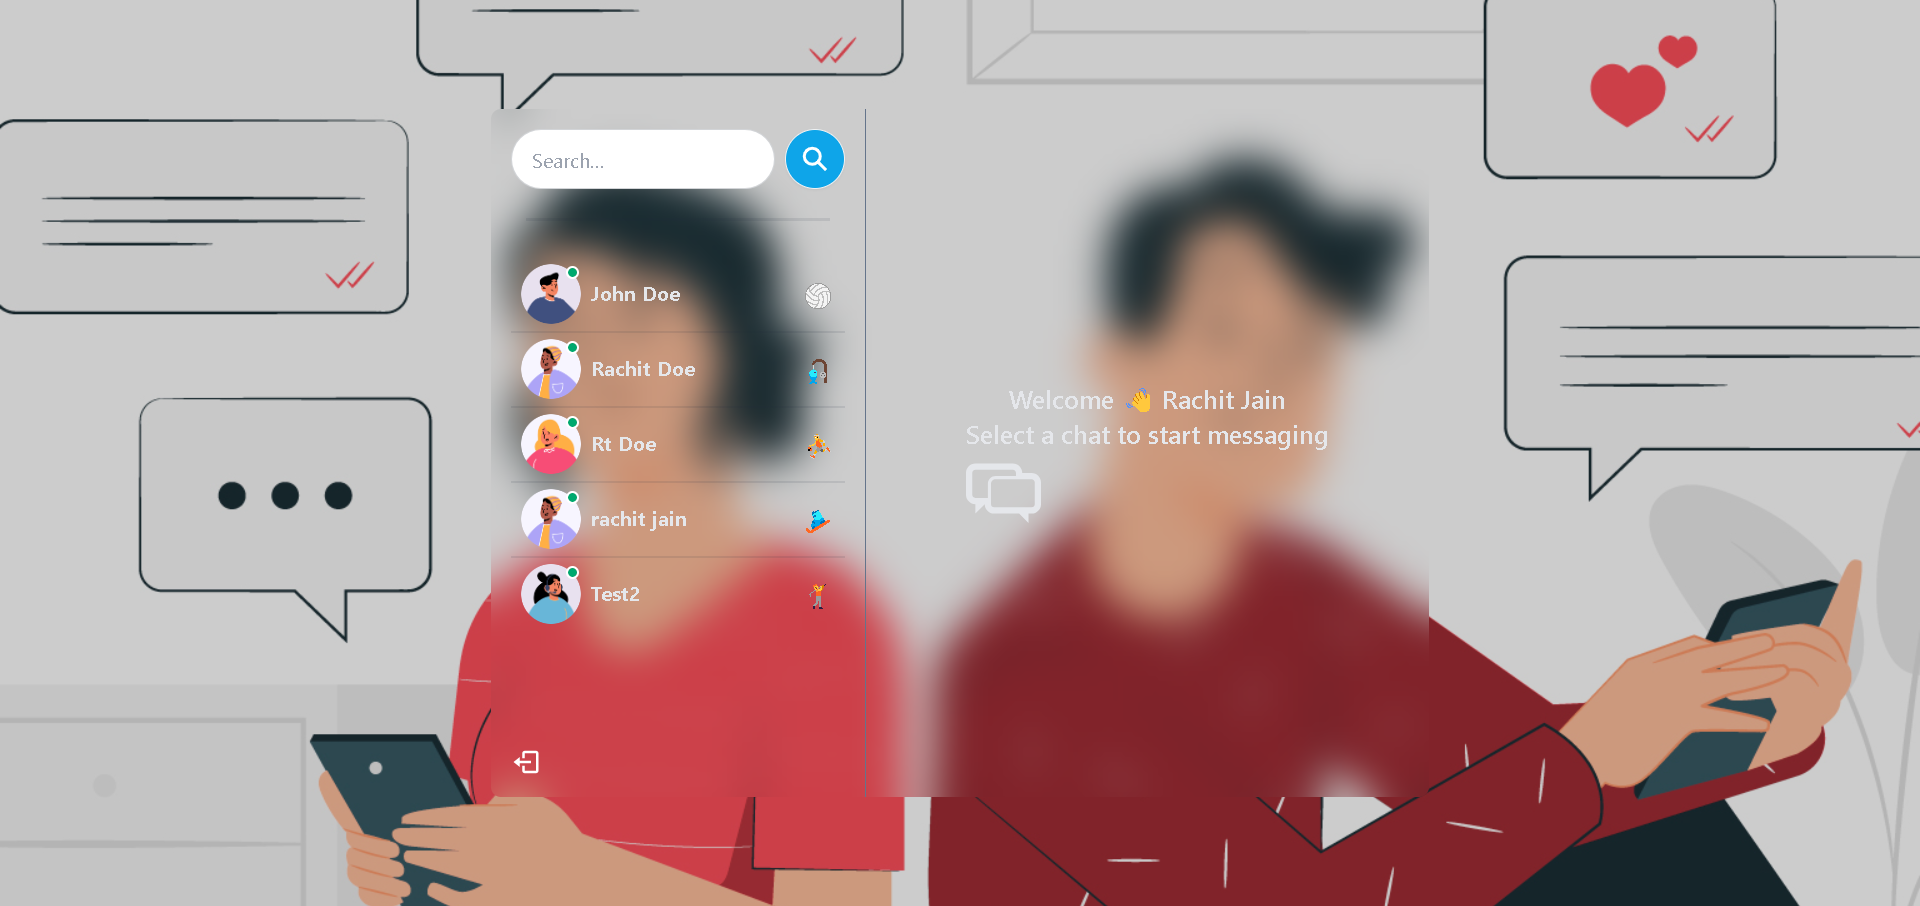 Search...
John Doe
Rachit Doe
Rt Doe
rachit jain
Test2
Welcome 👋 Rachit Jain
Select a chat to start messaging